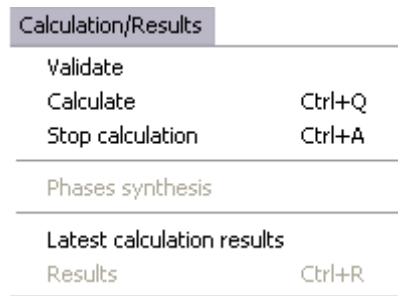 Calculation/Results
Validate
Calculate Ctrl+Q
Stop calculation Ctrl+A
Phases synthesis
Latest calculation results
Results Ctrl+R